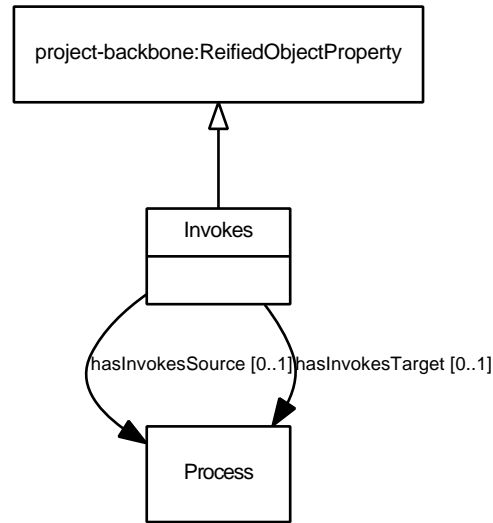 project-backbone:ReifiedObjectProperty
Invokes
hasInvokesSource [0..1]
hasInvokesTarget [0..1]
Process